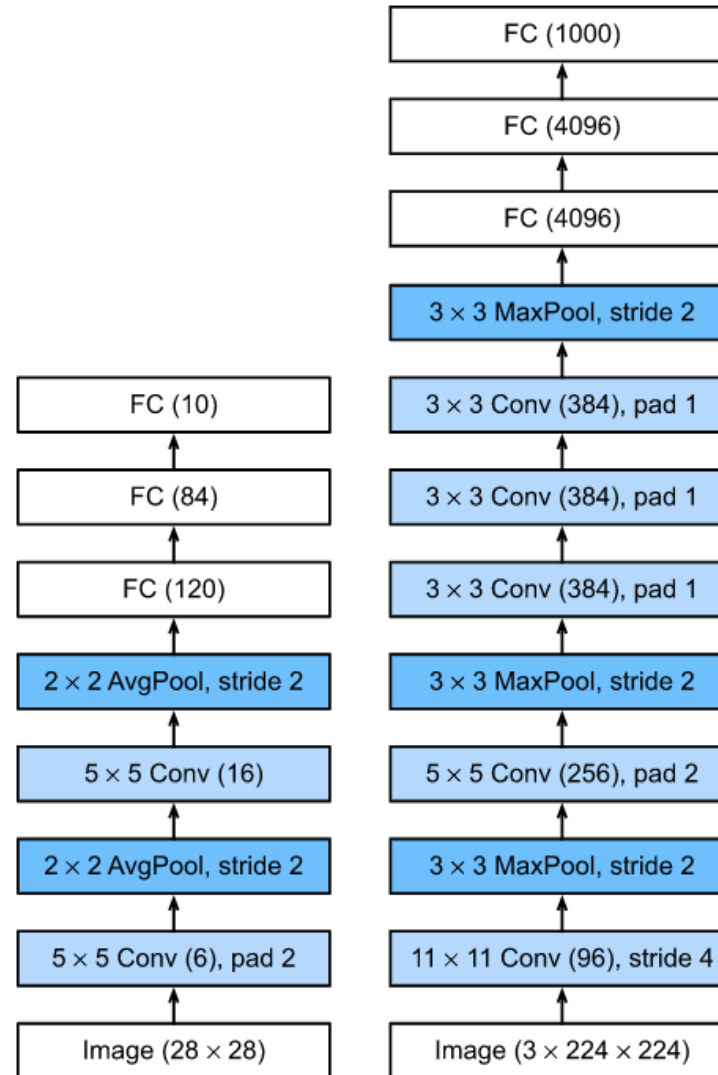 FC (10)
FC (84)
FC (120)
2 × 2 AvgPool, stride 2
5 × 5 Conv (16)
2 × 2 AvgPool, stride 2
5 × 5 Conv (6), pad 2
Image (28 × 28)
FC (1000)
FC (4096)
FC (4096)
3 × 3 MaxPool, stride 2
3 × 3 Conv (384), pad 1
3 × 3 Conv (384), pad 1
3 × 3 Conv (384), pad 1
3 × 3 MaxPool, stride 2
5 × 5 Conv (256), pad 2
3 × 3 MaxPool, stride 2
11 × 11 Conv (96), stride 4
Image (3 × 224 × 224)